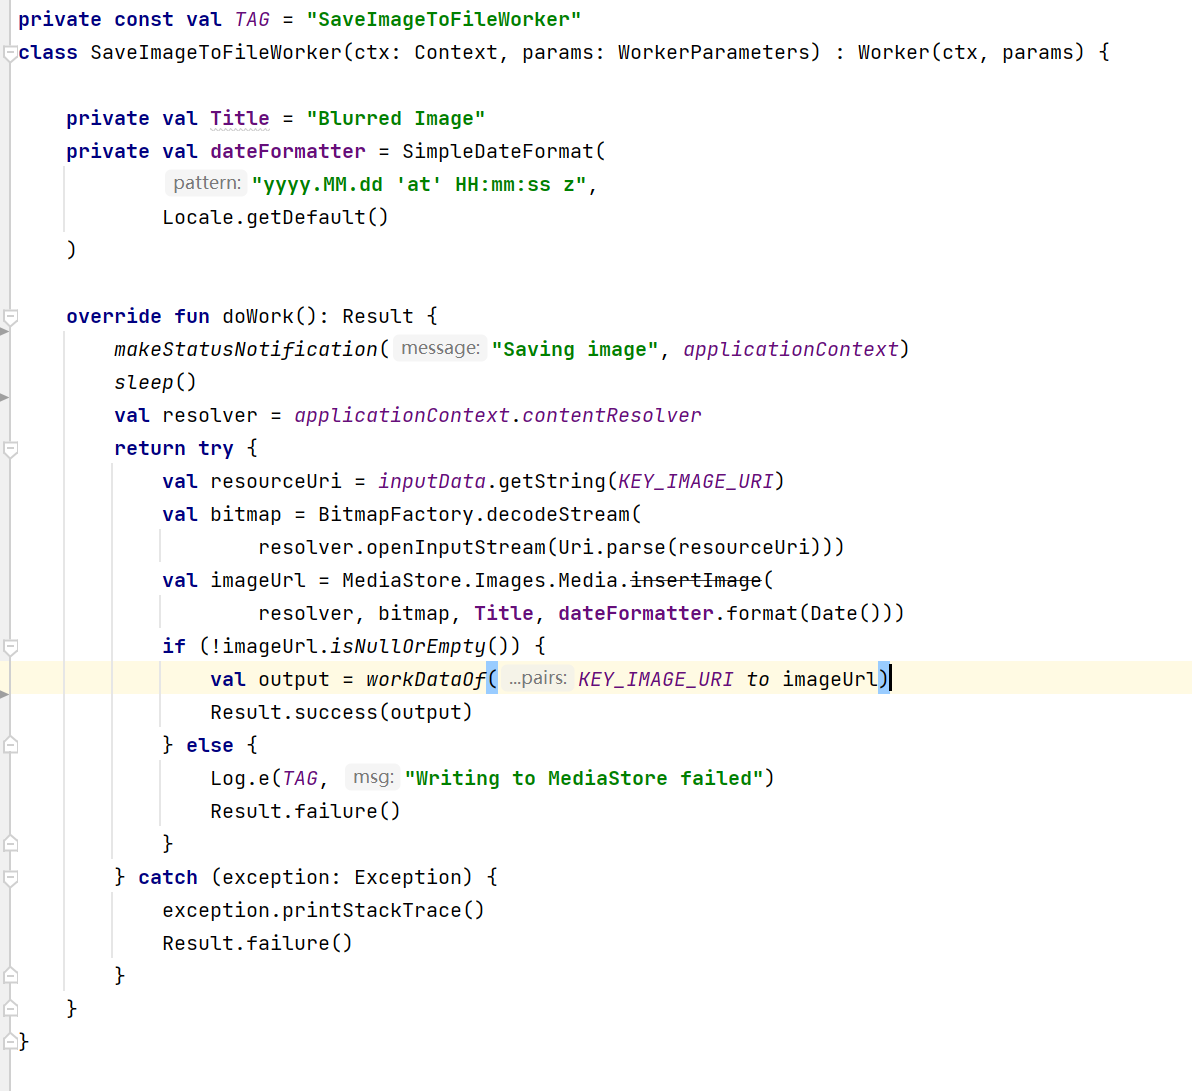 private const val TAG = "SaveImageToFileWorker"
class SaveImageToFileWorker(ctx: Context, params: WorkerParameters) : Worker(ctx, params) {
private val Title = "Blurred Image"
private val dateFormatter = SimpleDateFormat(
pattern: "yyyy.MM.dd 'at' HH:mm:ss z",
Locale.getDefault()
)
override fun doWork(): Result {
makeStatusNotification( message: "Saving image", applicationContext)
sleep()
val resolver = applicationContext.contentResolver
return try {
val resourceUri = inputData.getString(KEY_IMAGE_URI)
val bitmap = BitmapFactory.decodeStream(
resolver.openInputStream(Uri.parse(resourceUri)))
val imageUrl = MediaStore.Images.Media.insertImage(
resolver, bitmap, Title, dateFormatter.format(Date()))
if (!imageUrl.isNullOrEmpty()) {
val output = workDataOf( ...pairs: KEY_IMAGE_URI to imageUrl)
Result.success(output)
} else {
Log.e(TAG, msg: "Writing to MediaStore failed")
Result.failure()
}
} catch (exception: Exception) {
exception.printStackTrace()
Result.failure()
}
}
}